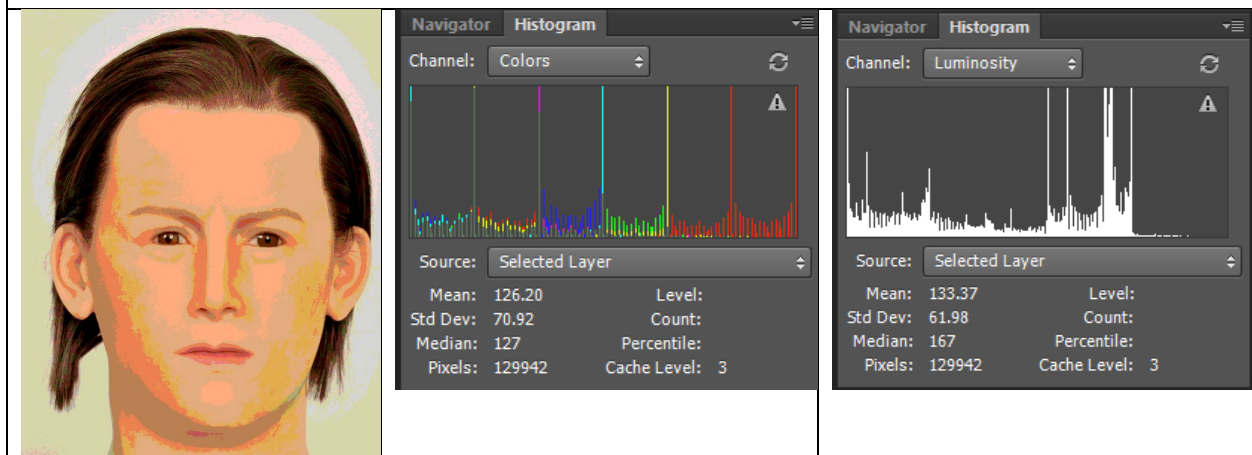 Navigator Histogram
Channel: Colors
Source: Selected Layer
Mean: 126.20 Level:
Std Dev: 70.92 Count:
Median: 127 Percentile:
Pixels: 129942 Cache Level: 3
Navigator Histogram
Channel: Luminosity
Source: Selected Layer
Mean: 133.37 Level:
Std Dev: 61.98 Count:
Median: 167 Percentile:
Pixels: 129942 Cache Level: 3